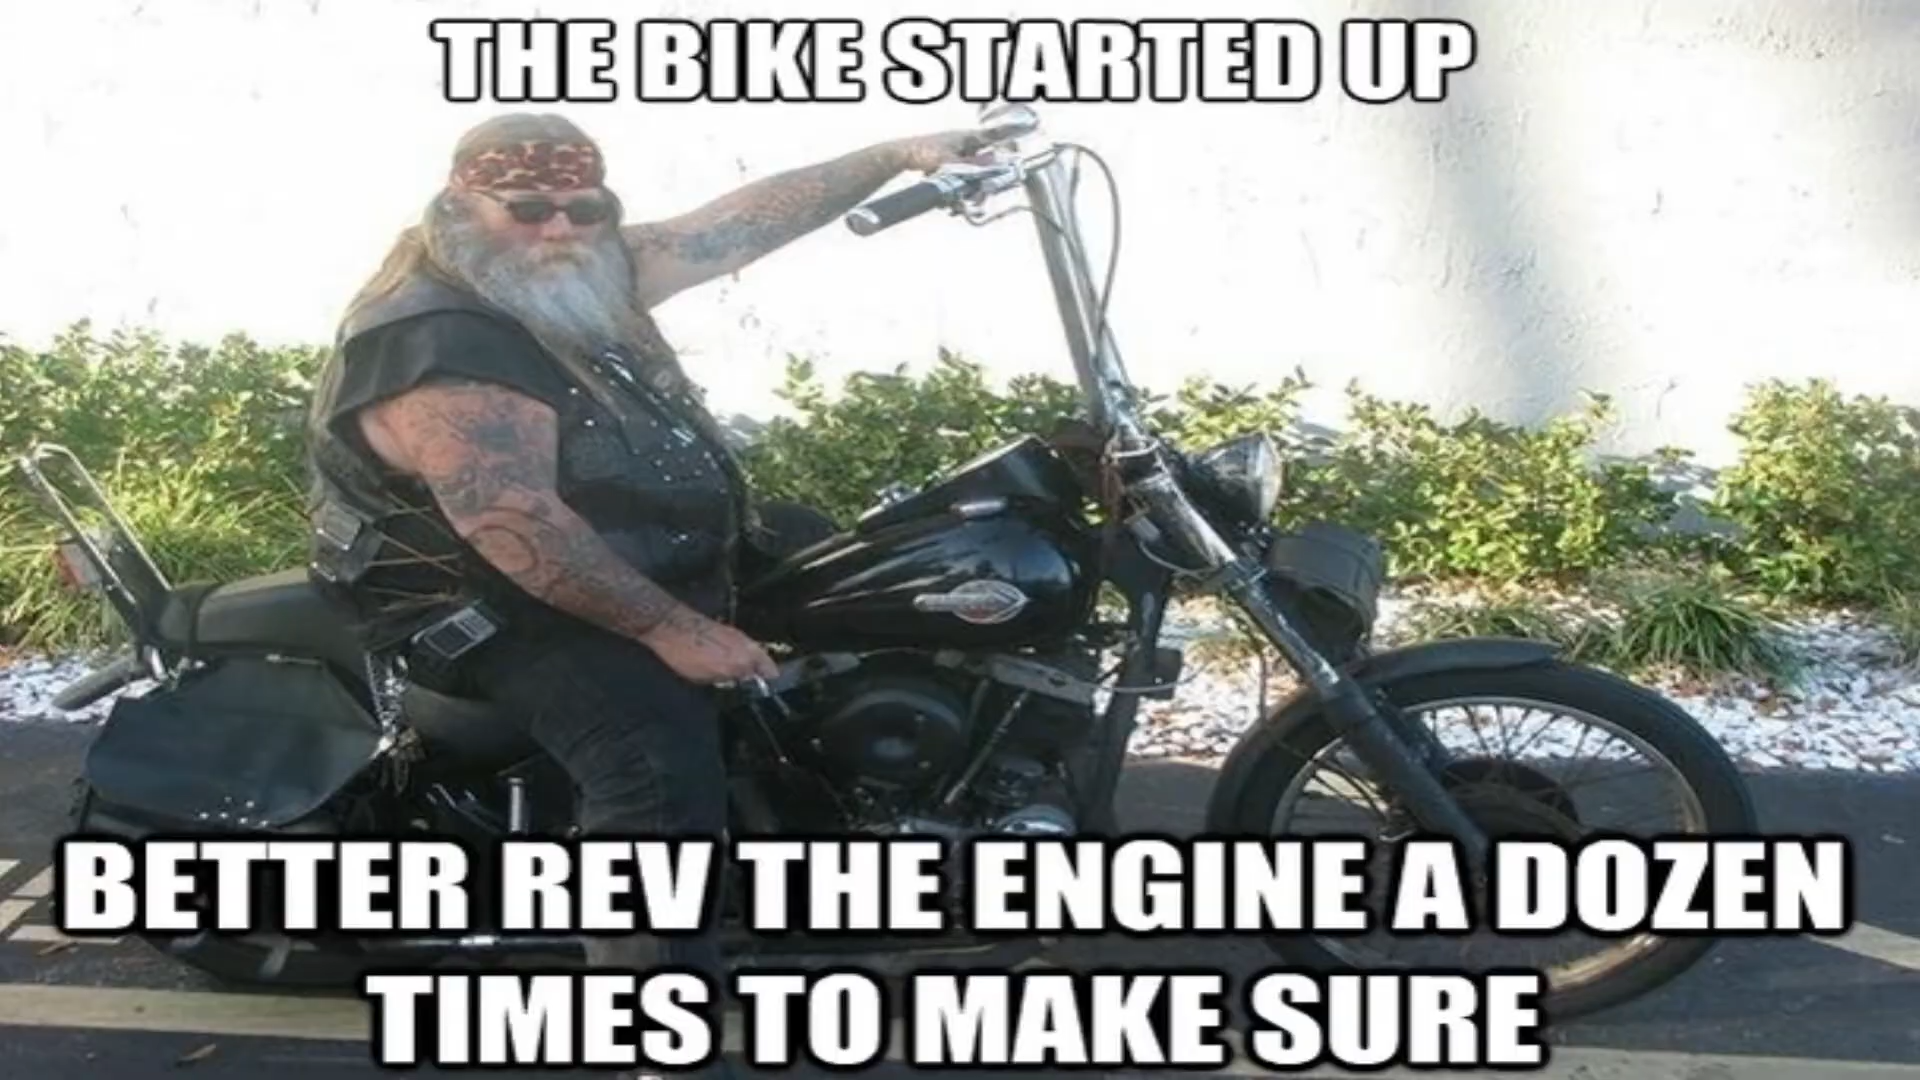 THE BIKE STARTED UP
BETTER REV THE ENGINE A DOZEN
TIMES TO MAKE SURE